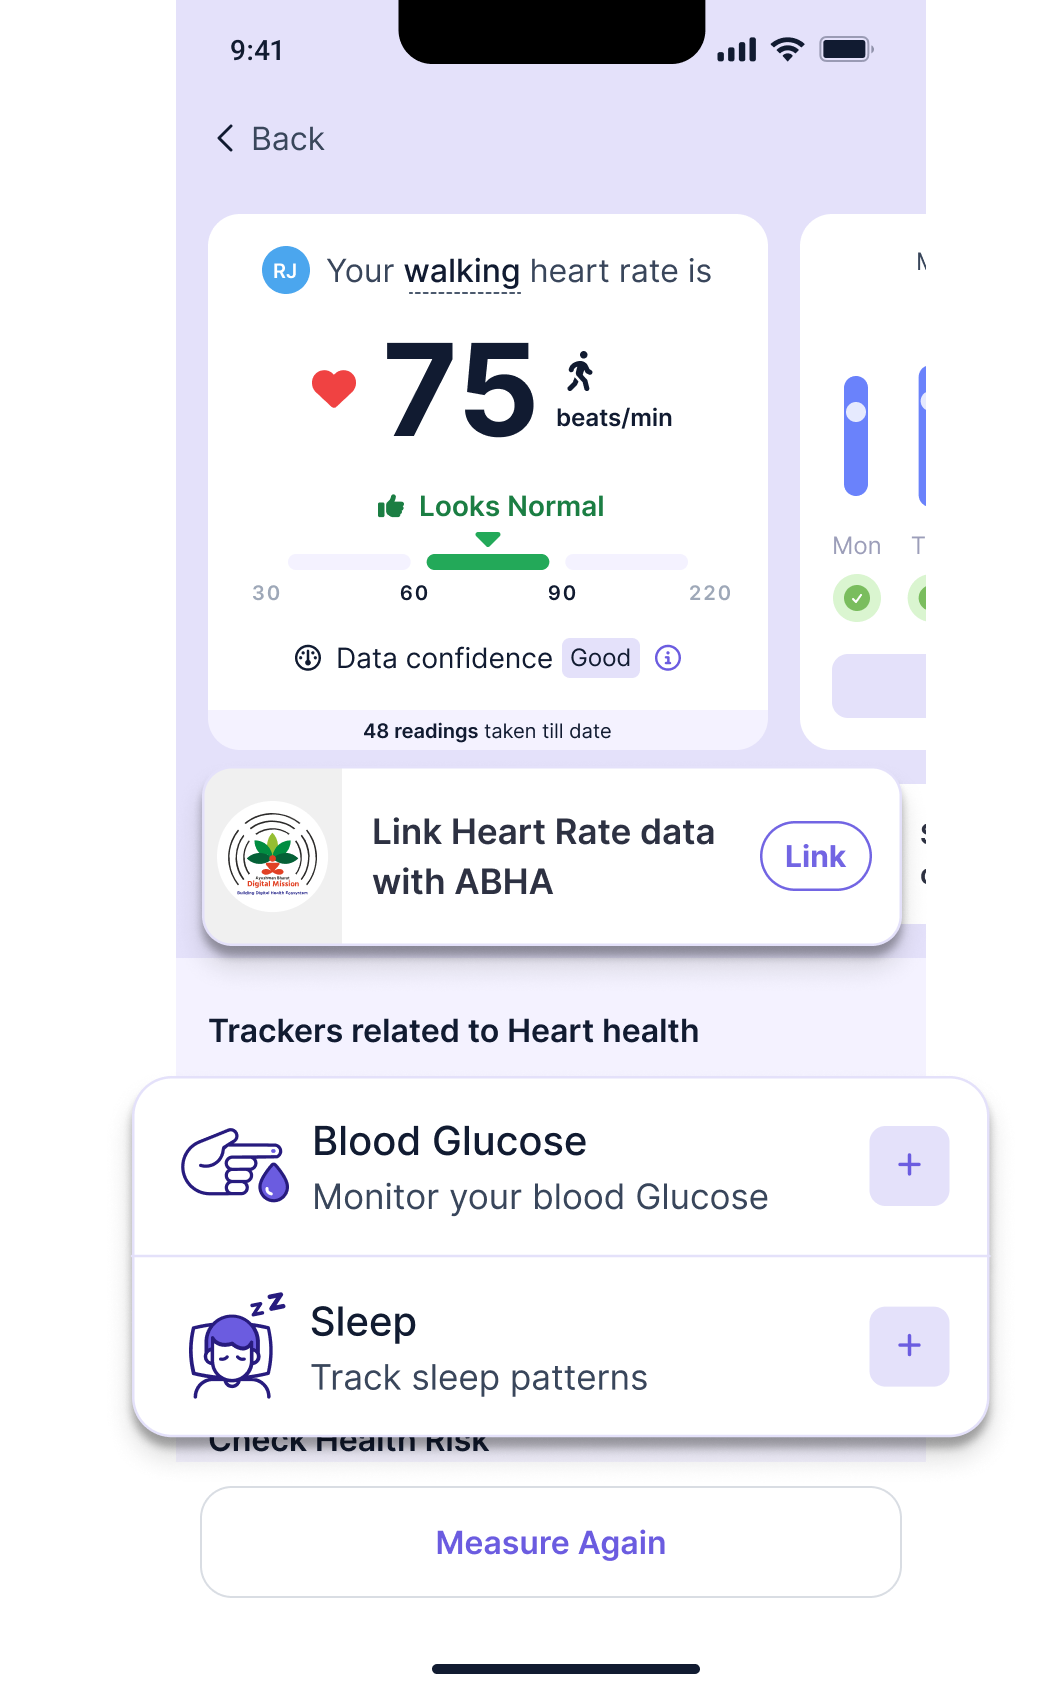 9:41
Back
RJ Your walking heart rate is
75
beats/min
Looks Normal
30 60 90 220
Data confidence Good
48 readings taken till date
Mon
Link Heart Rate data
with ABHA
Link
Ayushman Bharat
Digital Mission
Building Digital Health Ecosystem
Trackers related to Heart health
Blood Glucose
Monitor your blood Glucose
+
Sleep
Track sleep patterns
+
Check Health Risk
Measure Again